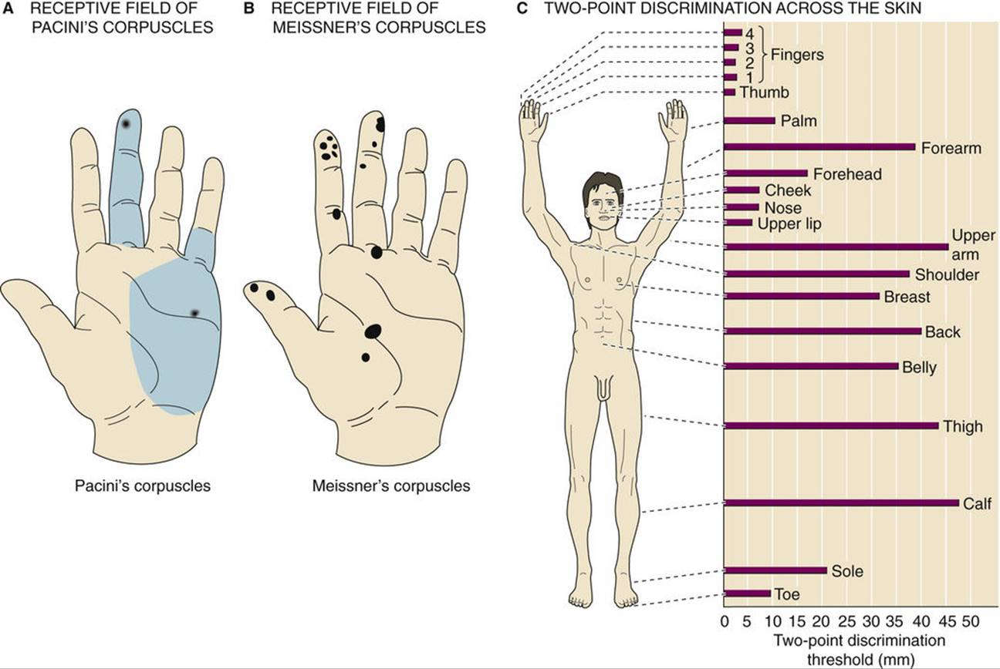 A RECEPTIVE FIELD OF
PACINI'S CORPUSCLES
B RECEPTIVE FIELD OF
MEISSNER'S CORPUSCLES
C TWO-POINT DISCRIMINATION ACROSS THE SKIN
4
3
2
1
Fingers
Thumb
Palm
Forearm
Forehead
Cheek
Nose
Upper lip
Upper
arm
Shoulder
Breast
Back
Belly
Thigh
Calf
Sole
Toe
Pacini's corpuscles
Meissner's corpuscles
0 5 10 15 20 25 30 35 40 45 50
Two-point discrimination
threshold (mm)